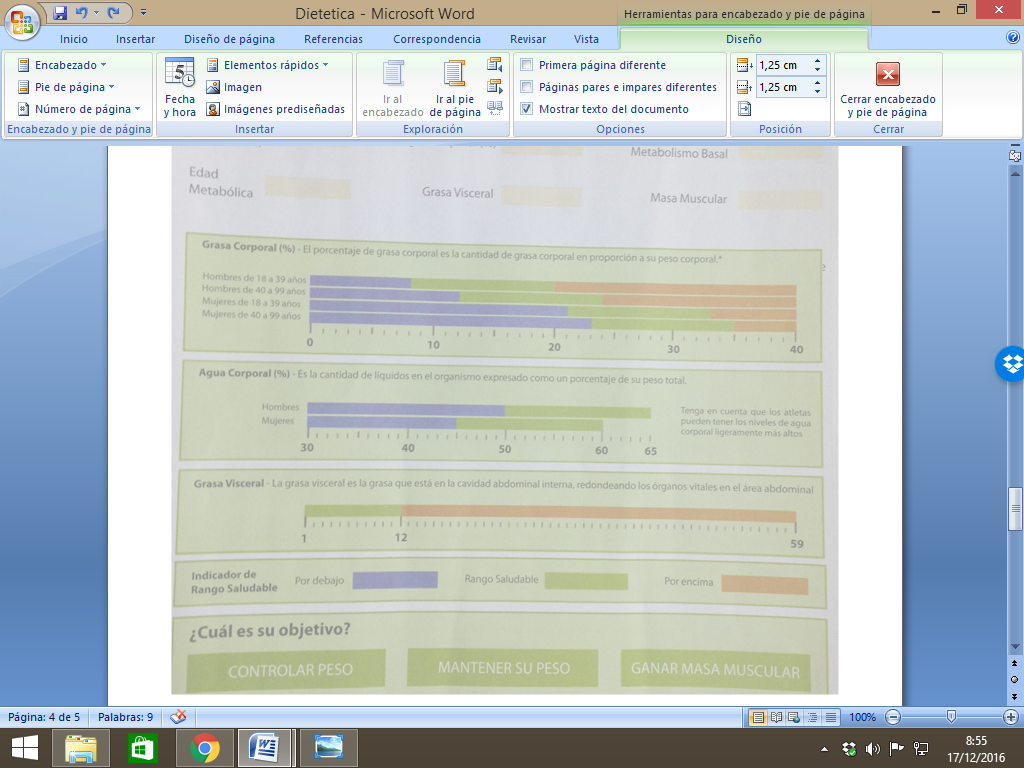 Dietetica - Microsoft Word
Herramientas para encabezado y pie de página
Inicio
Insertar
Diseño de página
Referencias
Correspondencia
Revisar
Vista
Diseño
Encabezado
Pie de página
Número de página
Encabezado y pie de página
Fecha
y hora
Elementos rápidos
Imagen
Imágenes prediseñadas
Insertar
Ir al
encabezado
Ir al pie
de página
Exploración
Primera página diferente
Páginas pares e impares diferentes
Mostrar texto del documento
Opciones
1,25 cm
1,25 cm
Posición
Cerrar encabezado
y pie de página
Cerrar
Metabolismo Basal
Edad
Metabólica
Grasa Visceral
Masa Muscular
Grasa Corporal (%) - El porcentaje de grasa corporal es la cantidad de grasa corporal en proporción a su peso corporal.*
Hombres de 18 a 39 años
Hombres de 40 a 99 años
Mujeres de 18 a 39 años
Mujeres de 40 a 99 años
0 10 20 30 40
Agua Corporal (%) - Es la cantidad de líquidos en el organismo expresado como un porcentaje de su peso total.
Hombres
Mujeres
30 40 50 60 65
Tenga en cuenta que los atletas
pueden tener los niveles de agua
corporal ligeramente más altos
Grasa Visceral - La grasa visceral es la grasa que está en la cavidad abdominal interna, redondeando los órganos vitales en el área abdominal
1 12 59
Indicador de
Rango Saludable
Por debajo
Rango Saludable
Por encima
¿Cuál es su objetivo?
CONTROLAR PESO
MANTENER SU PESO
GANAR MASA MUSCULAR
Página: 4 de 5
Palabras: 9
100%
8:55
17/12/2016